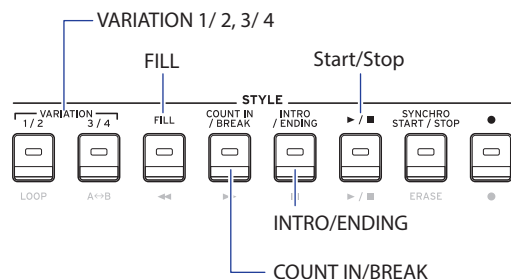 VARIATION 1/ 2, 3/ 4
FILL
Start/Stop
STYLE
VARIATION
1 / 2
3 / 4
FILL
COUNT IN
/ BREAK
INTRO
/ ENDING
►/■
SYNCHRO
START / STOP
●
LOOP
A↔B
◄◄
►/■
ERASE
●
INTRO/ENDING
COUNT IN/BREAK